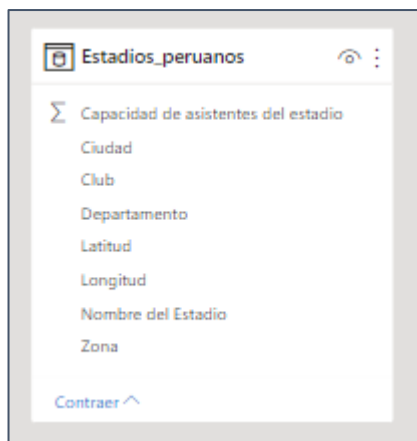 Estadios_peruanos
Σ Capacidad de asistentes del estadio
Ciudad
Club
Departamento
Latitud
Longitud
Nombre del Estadio
Zona
Contraer